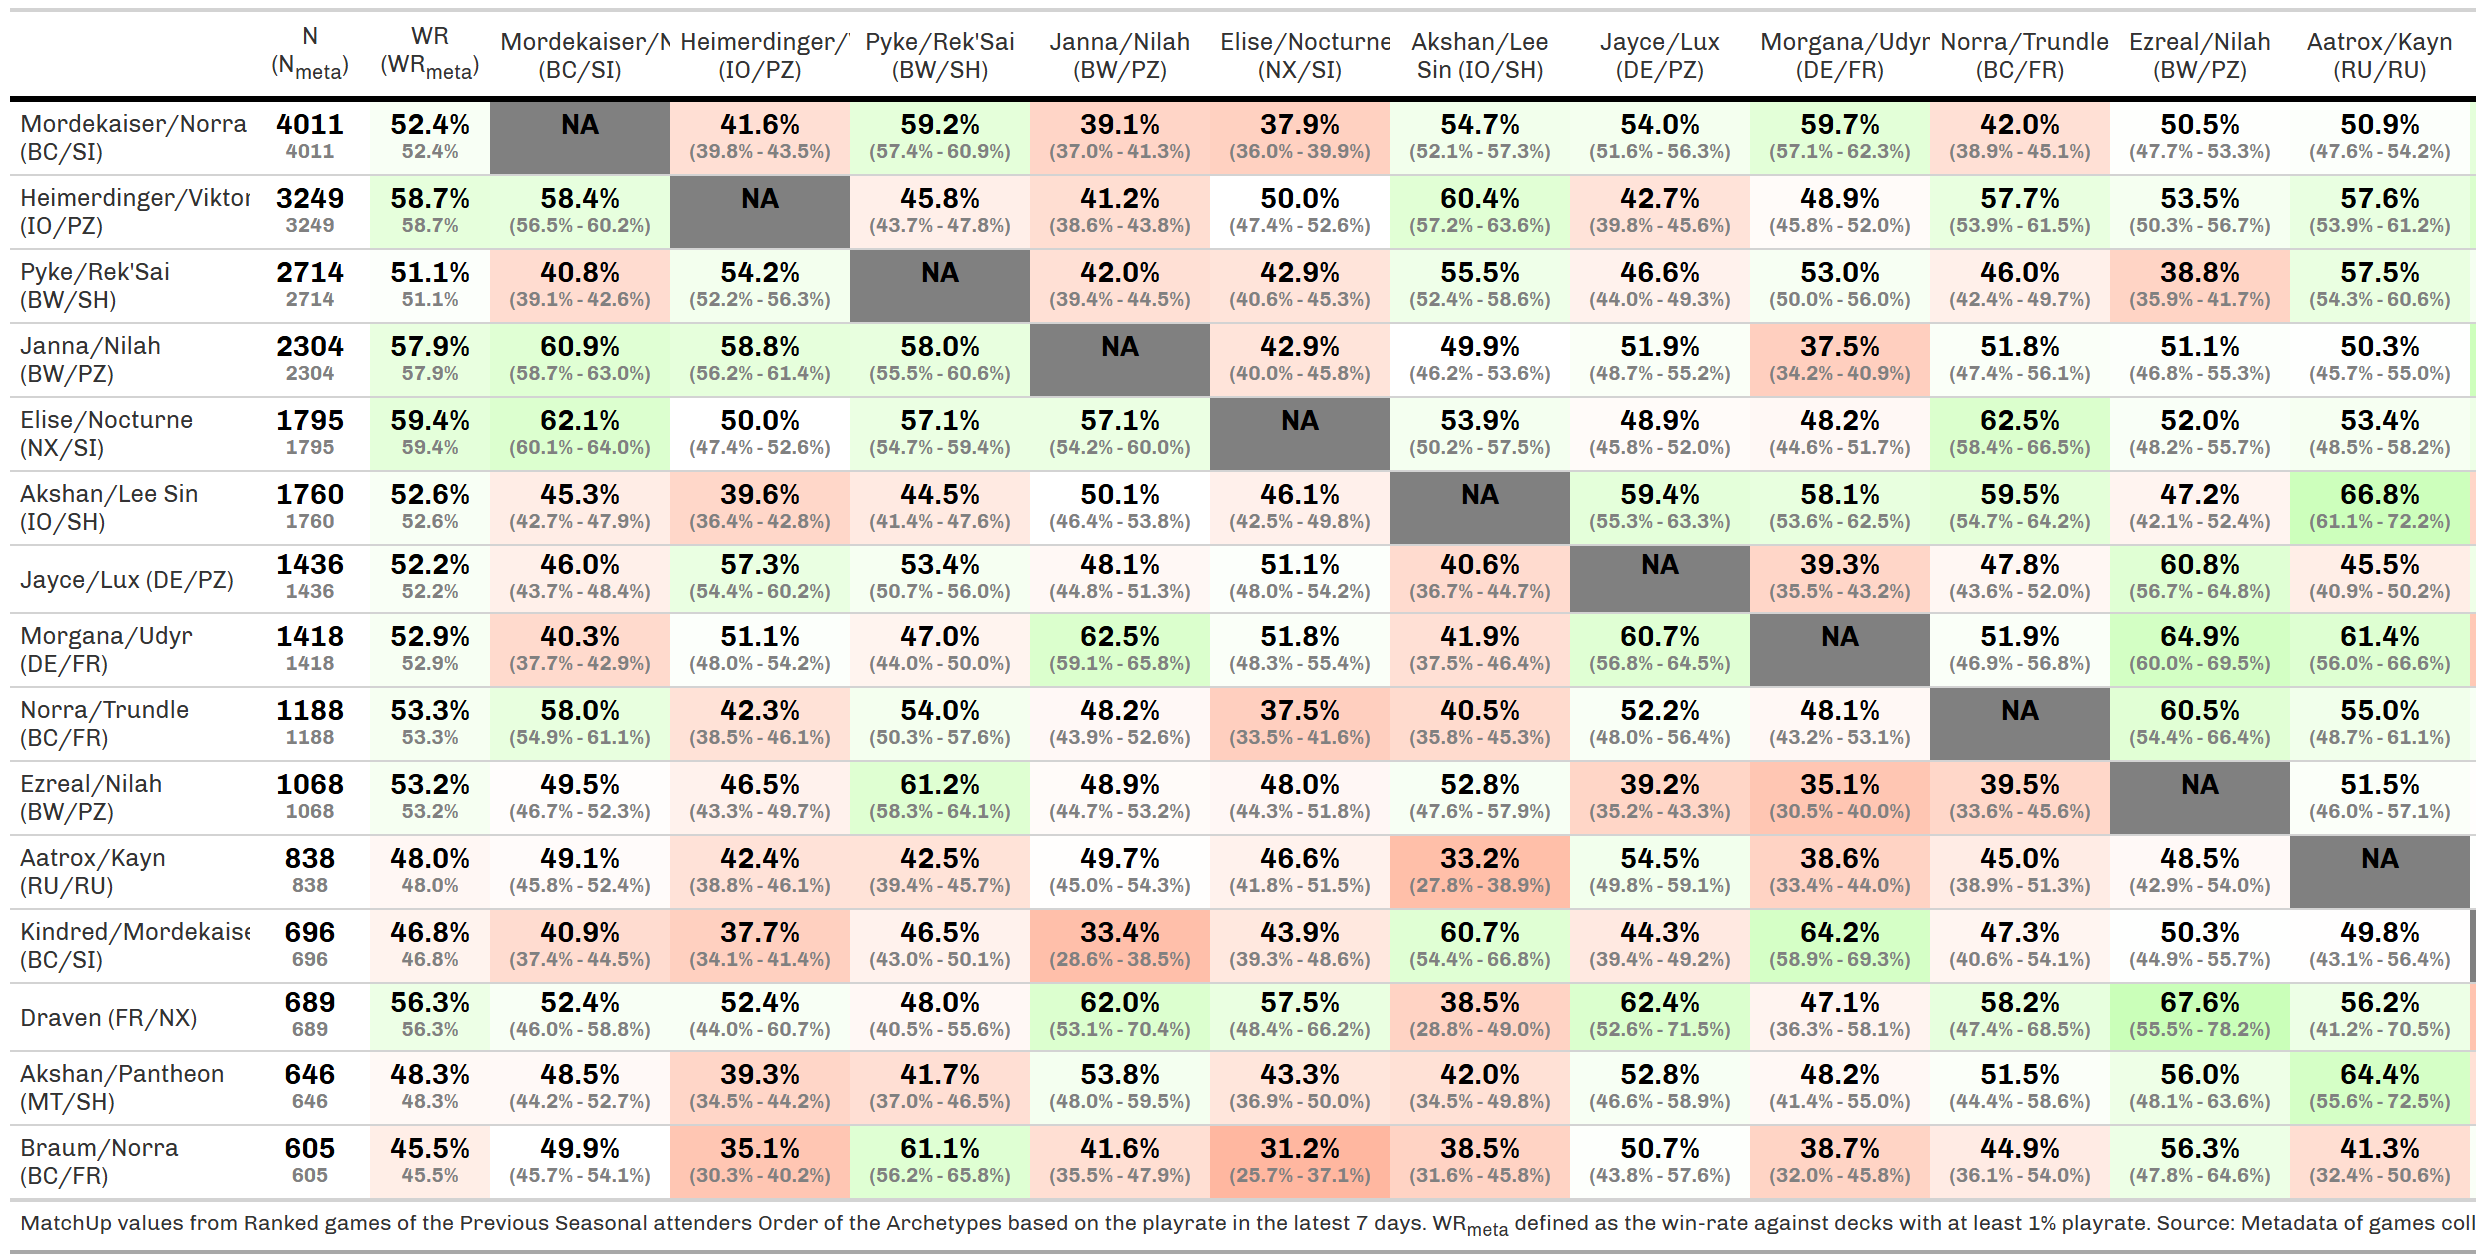 N WR Mordekaiser/N Heimerdinger/ Pyke/Rek'Sai Janna/Nilah Elise/Nocturne Akshan/Lee Jayce/Lux Morgana/Udyr Norra/Trundle Ezreal/Nilah Aatrox/Kayn
(Nmeta) (WRmeta) (BC/SI) (IO/PZ) (BW/SH) (BW/PZ) (NX/SI) Sin (IO/SH) (DE/PZ) (DE/FR) (BC/FR) (BW/PZ) (RU/RU)
Mordekaiser/Norra 4011 52.4% NA 41.6% 59.2% 39.1% 37.9% 54.7% 54.0% 59.7% 42.0% 50.5% 50.9%
(BC/SI) 4011 52.4% (39.8% - 43.5%) (57.4% - 60.9%) (37.0% - 41.3%) (36.0% - 39.9%) (52.1% - 57.3%) (51.6% - 56.3%) (57.1% - 62.3%) (38.9% - 45.1%) (47.7% - 53.3%) (47.6% - 54.2%)
Heimerdinger/Viktor 3249 58.7% 58.4% NA 45.8% 41.2% 50.0% 60.4% 42.7% 48.9% 57.7% 53.5% 57.6%
(IO/PZ) 3249 58.7% (56.5% - 60.2%) (43.7% - 47.8%) (38.6% - 43.8%) (47.4% - 52.6%) (57.2% - 63.6%) (39.8% - 45.6%) (45.8% - 52.0%) (53.9% - 61.5%) (50.3% - 56.7%) (53.9% - 61.2%)
Pyke/Rek'Sai 2714 51.1% 40.8% 54.2% NA 42.0% 42.9% 55.5% 46.6% 53.0% 46.0% 38.8% 57.5%
(BW/SH) 2714 51.1% (39.1% - 42.6%) (52.2% - 56.3%) (39.4% - 44.5%) (40.6% - 45.3%) (52.4% - 58.6%) (44.0% - 49.3%) (50.0% - 56.0%) (42.4% - 49.7%) (35.9% - 41.7%) (54.3% - 60.6%)
Janna/Nilah 2304 57.9% 60.9% 58.8% 58.0% NA 42.9% 49.9% 51.9% 37.5% 51.8% 51.1% 50.3%
(BW/PZ) 2304 57.9% (58.7% - 63.0%) (56.2% - 61.4%) (55.5% - 60.6%) (40.0% - 45.8%) (46.2% - 53.6%) (48.7% - 55.2%) (34.2% - 40.9%) (47.4% - 56.1%) (46.8% - 55.3%) (45.7% - 55.0%)
Elise/Nocturne 1795 59.4% 62.1% 50.0% 57.1% 57.1% NA 53.9% 48.9% 48.2% 62.5% 52.0% 53.4%
(NX/SI) 1795 59.4% (60.1% - 64.0%) (47.4% - 52.6%) (54.7% - 59.4%) (54.2% - 60.0%) (50.2% - 57.5%) (45.8% - 52.0%) (44.6% - 51.7%) (58.4% - 66.5%) (48.2% - 55.7%) (48.5% - 58.2%)
Akshan/Lee Sin 1760 52.6% 45.3% 39.6% 44.5% 50.1% 46.1% NA 59.4% 58.1% 59.5% 47.2% 66.8%
(IO/SH) 1760 52.6% (42.7% - 47.9%) (36.4% - 42.8%) (41.4% - 47.6%) (46.4% - 53.8%) (42.5% - 49.8%) (55.3% - 63.3%) (53.6% - 62.5%) (54.7% - 64.2%) (42.1% - 52.4%) (61.1% - 72.2%)
Jayce/Lux (DE/PZ) 1436 52.2% 46.0% 57.3% 53.4% 48.1% 51.1% 40.6% NA 39.3% 47.8% 60.8% 45.5%
1436 52.2% (43.7% - 48.4%) (54.4% - 60.2%) (50.7% - 56.0%) (44.8% - 51.3%) (48.0% - 54.2%) (36.7% - 44.7%) (35.5% - 43.2%) (43.6% - 52.0%) (56.7% - 64.8%) (40.9% - 50.2%)
Morgana/Udyr 1418 52.9% 40.3% 51.1% 47.0% 62.5% 51.8% 41.9% 60.7% NA 51.9% 64.9% 61.4%
(DE/FR) 1418 52.9% (37.7% - 42.9%) (48.0% - 54.2%) (44.0% - 50.0%) (59.1% - 65.8%) (48.3% - 55.4%) (37.5% - 46.4%) (56.8% - 64.5%) (46.9% - 56.8%) (60.0% - 69.5%) (56.0% - 66.6%)
Norra/Trundle 1188 53.3% 58.0% 42.3% 54.0% 48.2% 37.5% 40.5% 52.2% 48.1% NA 60.5% 55.0%
(BC/FR) 1188 53.3% (54.9% - 61.1%) (38.5% - 46.1%) (50.3% - 57.6%) (43.9% - 52.6%) (33.5% - 41.6%) (35.8% - 45.3%) (48.0% - 56.4%) (43.2% - 53.1%) (54.4% - 66.4%) (48.7% - 61.1%)
Ezreal/Nilah 1068 53.2% 49.5% 46.5% 61.2% 48.9% 48.0% 52.8% 39.2% 35.1% 39.5% NA 51.5%
(BW/PZ) 1068 53.2% (46.7% - 52.3%) (43.3% - 49.7%) (58.3% - 64.1%) (44.7% - 53.2%) (44.3% - 51.8%) (47.6% - 57.9%) (35.2% - 43.3%) (30.5% - 40.0%) (33.6% - 45.6%) (46.0% - 57.1%)
Aatrox/Kayn 838 48.0% 49.1% 42.4% 42.5% 49.7% 46.6% 33.2% 54.5% 38.6% 45.0% 48.5% NA
(RU/RU) 838 48.0% (45.8% - 52.4%) (38.8% - 46.1%) (39.4% - 45.7%) (45.0% - 54.3%) (41.8% - 51.5%) (27.8% - 38.9%) (49.8% - 59.1%) (33.4% - 44.0%) (38.9% - 51.3%) (42.9% - 54.0%)
Kindred/Mordekaise 696 46.8% 40.9% 37.7% 46.5% 33.4% 43.9% 60.7% 44.3% 64.2% 47.3% 50.3% 49.8%
(BC/SI) 696 46.8% (37.4% - 44.5%) (34.1% - 41.4%) (43.0% - 50.1%) (28.6% - 38.5%) (39.3% - 48.6%) (54.4% - 66.8%) (39.4% - 49.2%) (58.9% - 69.3%) (40.6% - 54.1%) (44.9% - 55.7%) (43.1% - 56.4%)
Draven (FR/NX) 689 56.3% 52.4% 52.4% 48.0% 62.0% 57.5% 38.5% 62.4% 47.1% 58.2% 67.6% 56.2%
689 56.3% (46.0% - 58.8%) (44.0% - 60.7%) (40.5% - 55.6%) (53.1% - 70.4%) (48.4% - 66.2%) (28.8% - 49.0%) (52.6% - 71.5%) (36.3% - 58.1%) (47.4% - 68.5%) (55.5% - 78.2%) (41.2% - 70.5%)
Akshan/Pantheon 646 48.3% 48.5% 39.3% 41.7% 53.8% 43.3% 42.0% 52.8% 48.2% 51.5% 56.0% 64.4%
(MT/SH) 646 48.3% (44.2% - 52.7%) (34.5% - 44.2%) (37.0% - 46.5%) (48.0% - 59.5%) (36.9% - 50.0%) (34.5% - 49.8%) (46.6% - 58.9%) (41.4% - 55.0%) (44.4% - 58.6%) (48.1% - 63.6%) (55.6% - 72.5%)
Braum/Norra 605 45.5% 49.9% 35.1% 61.1% 41.6% 31.2% 38.5% 50.7% 38.7% 44.9% 56.3% 41.3%
(BC/FR) 605 45.5% (45.7% - 54.1%) (30.3% - 40.2%) (56.2% - 65.8%) (35.5% - 47.9%) (25.7% - 37.1%) (31.6% - 45.8%) (43.8% - 57.6%) (32.0% - 45.8%) (36.1% - 54.0%) (47.8% - 64.6%) (32.4% - 50.6%)
MatchUp values from Ranked games of the Previous Seasonal attenders Order of the Archetypes based on the playrate in the latest 7 days. WRmeta defined as the win-rate against decks with at least 1% playrate. Source: Metadata of games coll